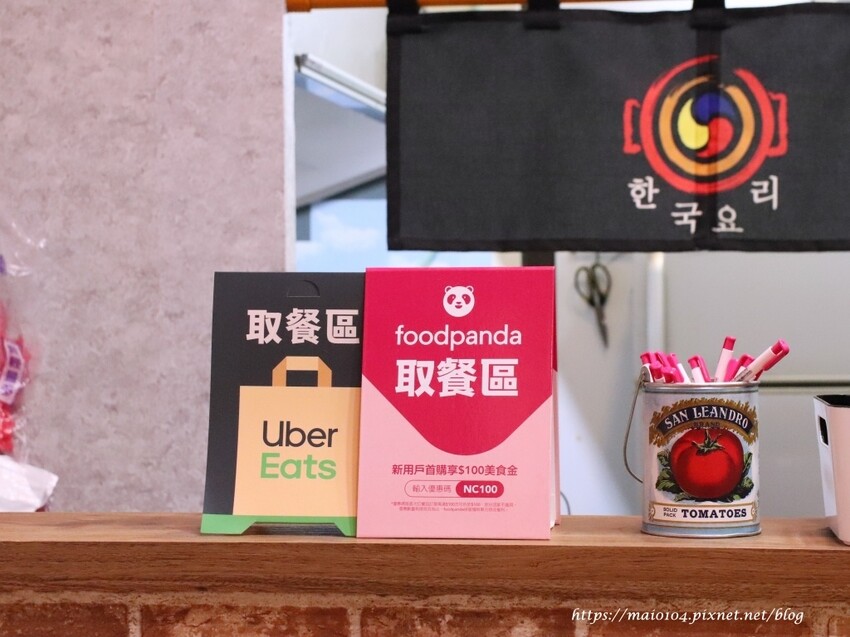 한국요리
取餐區
Uber
Eats
foodpanda
取餐區
新用戶首購享$100美食金
輸入優惠碼 NC100
SAN LEANDRO
BRAND
SOLID PACK TOMATOES
https://mai0104.pixnet.net/blog